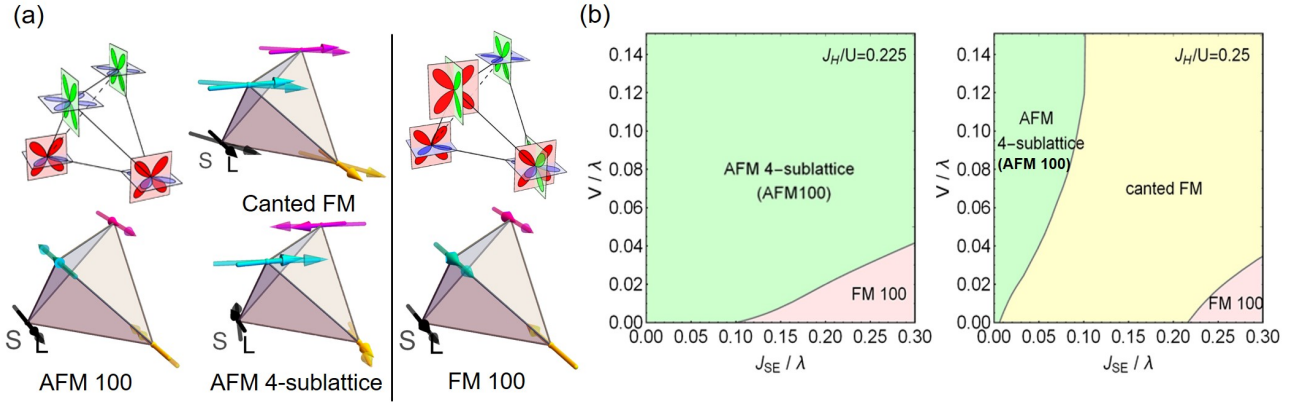 (a)
S
L
Canted FM
S
L
AFM 100
S
L
AFM 4-sublattice
S
L
FM 100
(b)
V / λ
0.14
0.12
0.10
0.08
0.06
0.04
0.02
0.00
J_H/U=0.225
AFM 4−sublattice
(AFM100)
FM 100
0.00 0.05 0.10 0.15 0.20 0.25 0.30
J_SE / λ
V / λ
0.14
0.12
0.10
0.08
0.06
0.04
0.02
0.00
J_H/U=0.25
AFM
4−sublattice
(AFM 100)
canted FM
FM 100
0.00 0.05 0.10 0.15 0.20 0.25 0.30
J_SE / λ